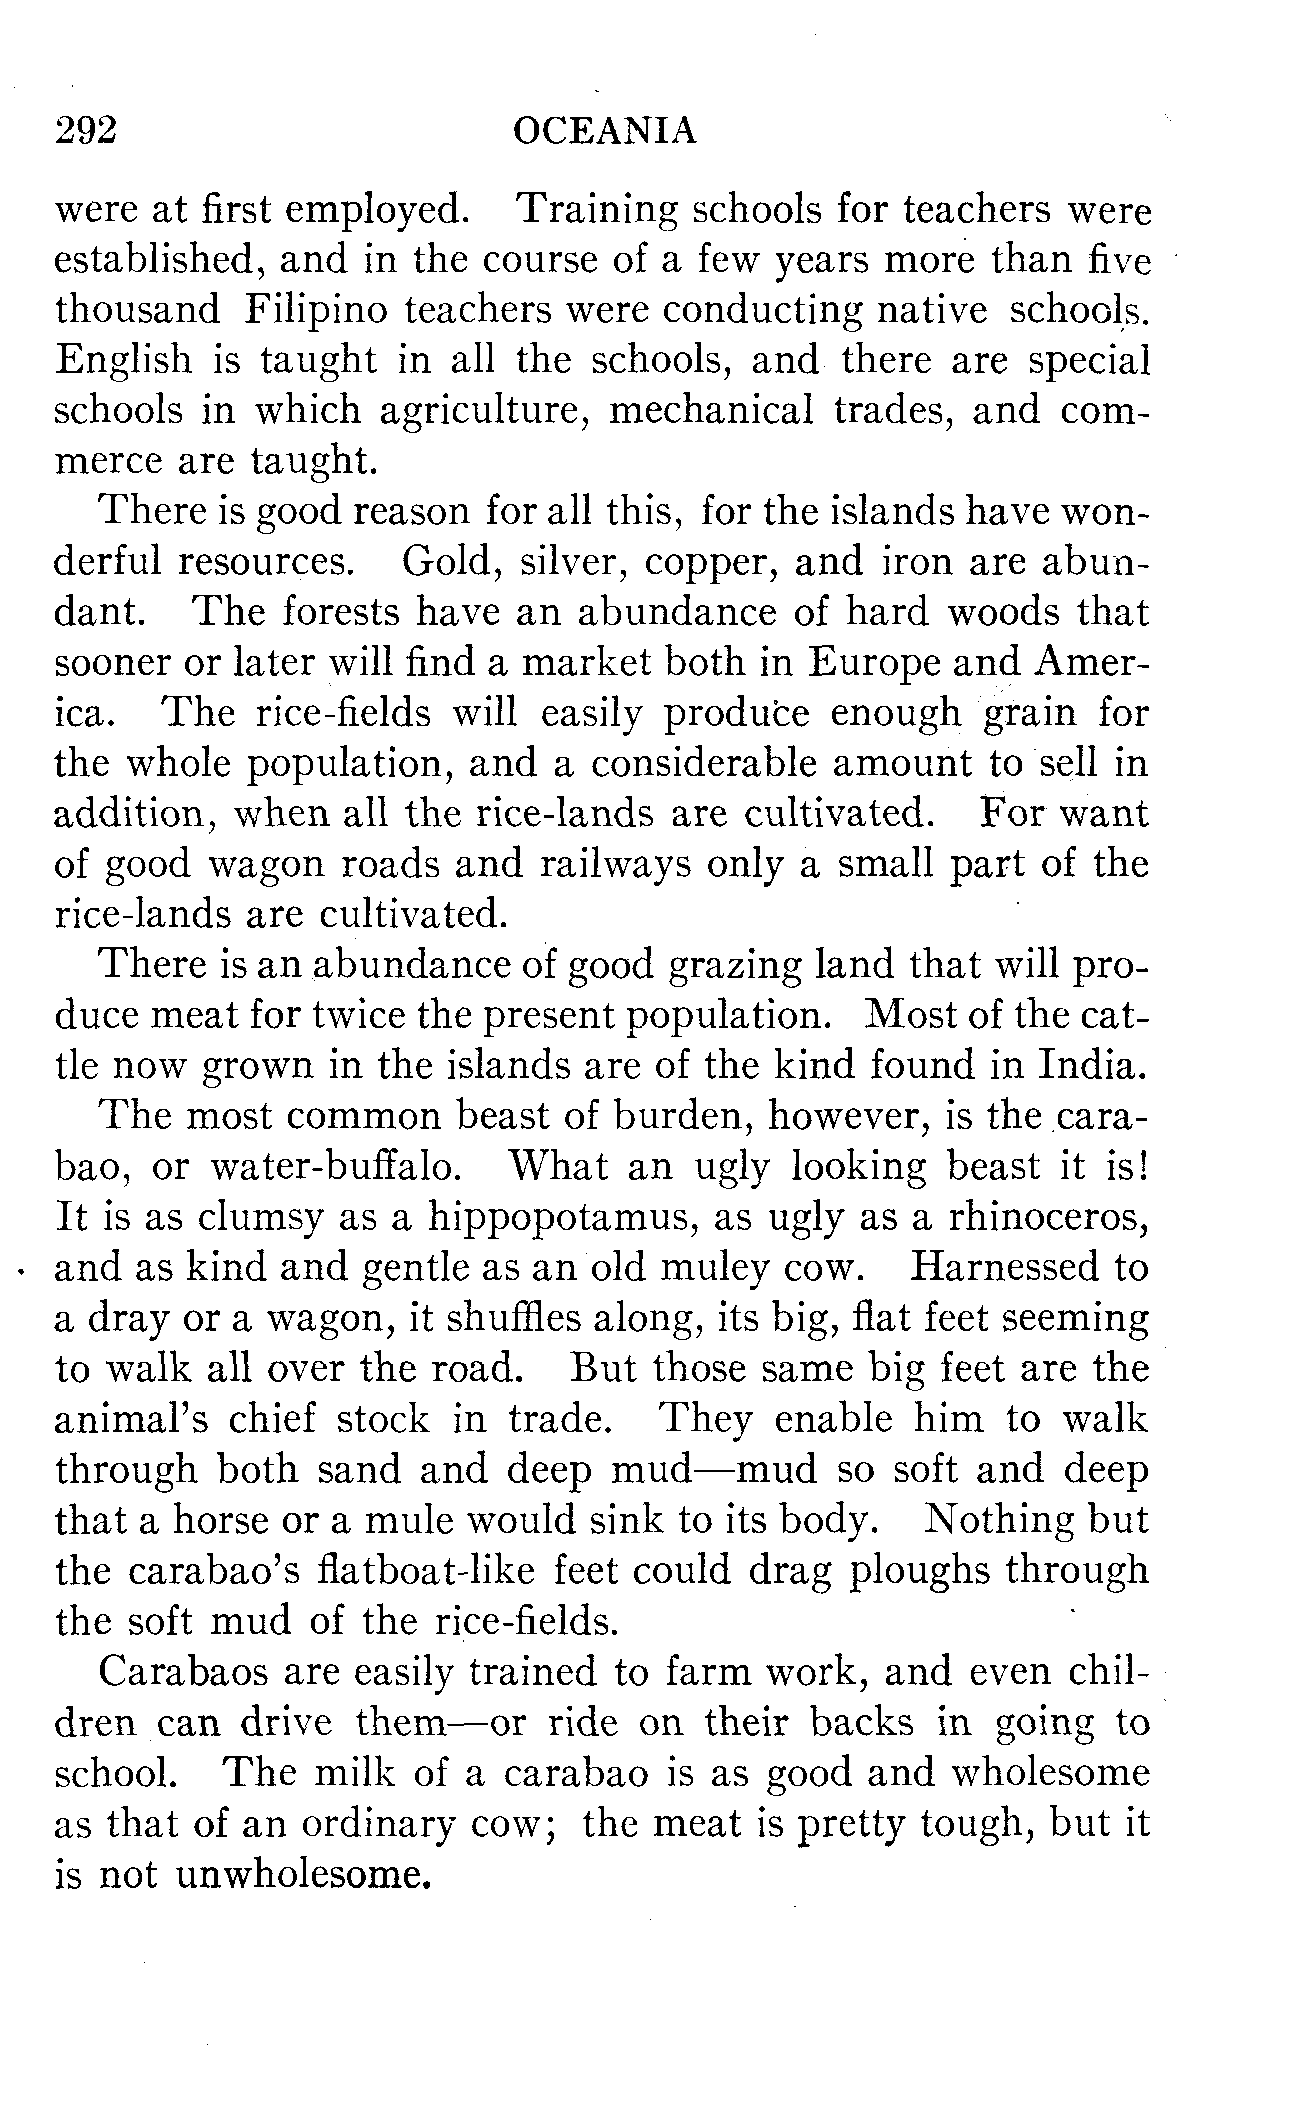 292 OCEANIA
were at first employed. Training schools for teachers were
established, and in the course of a few years more than five
thousand Filipino teachers were conducting native schools.
English is taught in all the schools, and there are special
schools in which agriculture, mechanical trades, and com-
merce are taught.
There is good reason for all this, for the islands have won-
derful resources. Gold, silver, copper, and iron are abun-
dant. The forests have an abundance of hard woods that
sooner or later will find a market both in Europe and Amer-
ica. The rice-fields will easily produce enough grain for
the whole population, and a considerable amount to sell in
addition, when all the rice-lands are cultivated. For want
of good wagon roads and railways only a small part of the
rice-lands are cultivated.
There is an abundance of good grazing land that will pro-
duce meat for twice the present population. Most of the cat-
tle now grown in the islands are of the kind found in India.
The most common beast of burden, however, is the cara-
bao, or water-buffalo. What an ugly looking beast it is!
It is as clumsy as a hippopotamus, as ugly as a rhinoceros,
and as kind and gentle as an old muley cow. Harnessed to
a dray or a wagon, it shuffles along, its big, flat feet seeming
to walk all over the road. But those same big feet are the
animal's chief stock in trade. They enable him to walk
through both sand and deep mud—mud so soft and deep
that a horse or a mule would sink to its body. Nothing but
the carabao's flatboat-like feet could drag ploughs through
the soft mud of the rice-fields.
Carabaos are easily trained to farm work, and even chil-
dren can drive them—or ride on their backs in going to
school. The milk of a carabao is as good and wholesome
as that of an ordinary cow; the meat is pretty tough, but it
is not unwholesome.